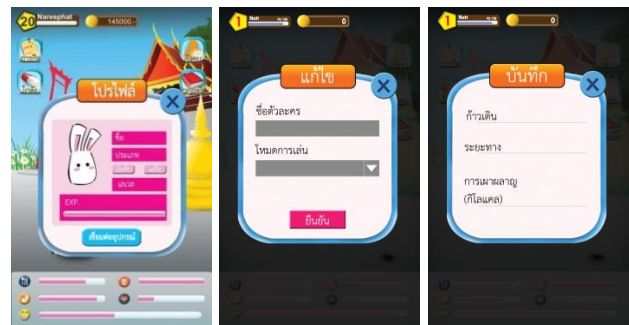 20 Nareephat 145000.-
โปรไฟล์
ชื่อ
ประเภท
เลเวล
EXP.
เชื่อมต่ออุปกรณ์
1 Natt 0
แก้ไข
ชื่อตัวละคร
โหมดการเล่น
ยืนยัน
1 0
บันทึก
ก้าวเดิน
ระยะทาง
การเผาผลาญ
(กิโลแคล)